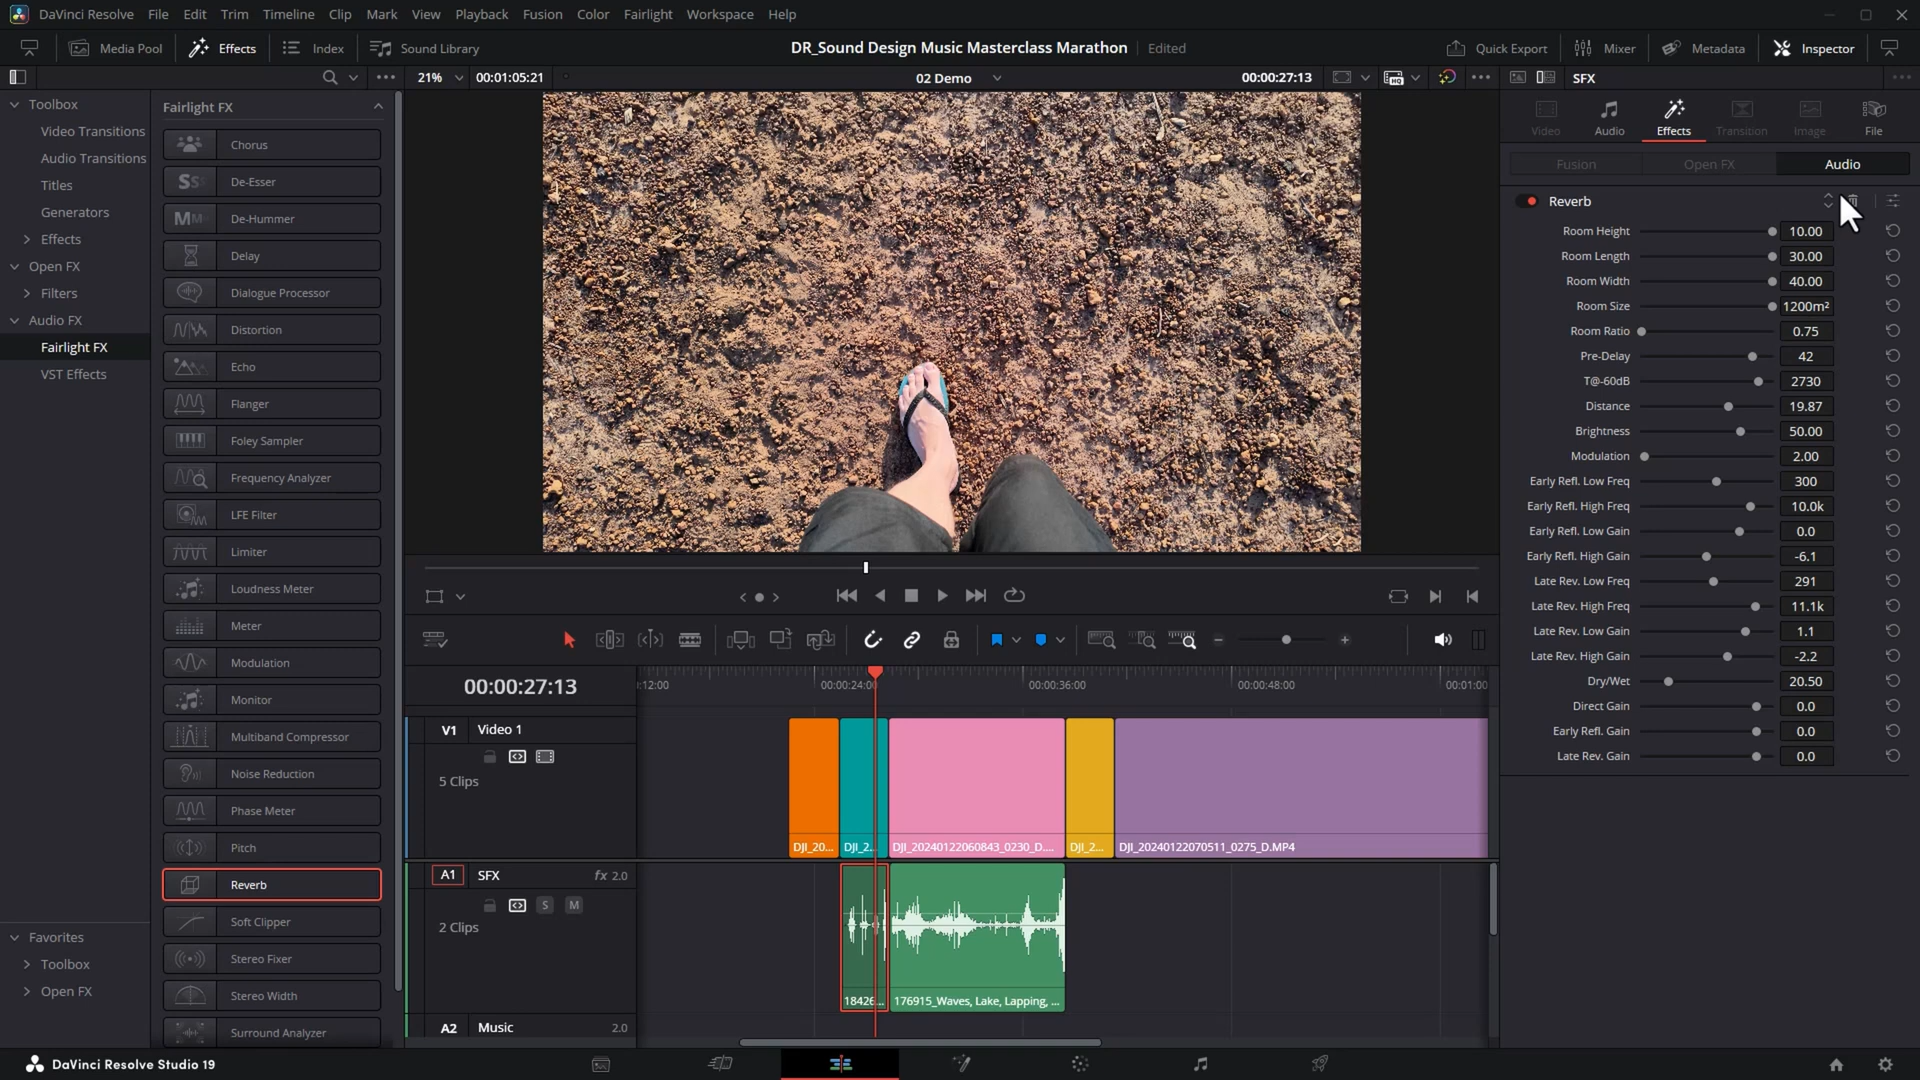 DaVinci Resolve File Edit Trim Timeline Clip Mark View Playback Fusion Color Fairlight Workspace Help
Media Pool Effects Index Sound Library DR_Sound Design Music Masterclass Marathon Edited Quick Export Mixer Metadata Inspector
21% 00:01:05:21 02 Demo 00:00:27:13 SFX
Toolbox
Video Transitions
Audio Transitions
Titles
Generators
Effects
Open FX
Filters
Audio FX
Fairlight FX
VST Effects
Favorites
Toolbox
Open FX
Fairlight FX
Chorus
De-Esser
De-Hummer
Delay
Dialogue Processor
Distortion
Echo
Flanger
Foley Sampler
Frequency Analyzer
LFE Filter
Limiter
Loudness Meter
Meter
Modulation
Monitor
Multiband Compressor
Noise Reduction
Phase Meter
Pitch
Reverb
Soft Clipper
Stereo Fixer
Stereo Width
Surround Analyzer
Video Audio Effects Transition Image File
Fusion Open FX Audio
Reverb
Room Height 10.00
Room Length 30.00
Room Width 40.00
Room Size 1200m²
Room Ratio 0.75
Pre-Delay 42
T@-60dB 2730
Distance 19.87
Brightness 50.00
Modulation 2.00
Early Refl. Low Freq 300
Early Refl. High Freq 10.0k
Early Refl. Low Gain 0.0
Early Refl. High Gain -6.1
Late Rev. Low Freq 291
Late Rev. High Freq 11.1k
Late Rev. Low Gain 1.1
Late Rev. High Gain -2.2
Dry/Wet 20.50
Direct Gain 0.0
Early Refl. Gain 0.0
Late Rev. Gain 0.0
00:00:27:13 :12:00 00:00:24:00 00:00:36:00 00:00:48:00 00:01:00
V1 Video 1
5 Clips
DJI_20... DJI_2... DJI_20240122060843_0230_D.... DJI_2... DJI_20240122070511_0275_D.MP4
A1 SFX fx 2.0
S M
2 Clips
18426... 176915_Waves, Lake, Lapping, ...
A2 Music 2.0
DaVinci Resolve Studio 19